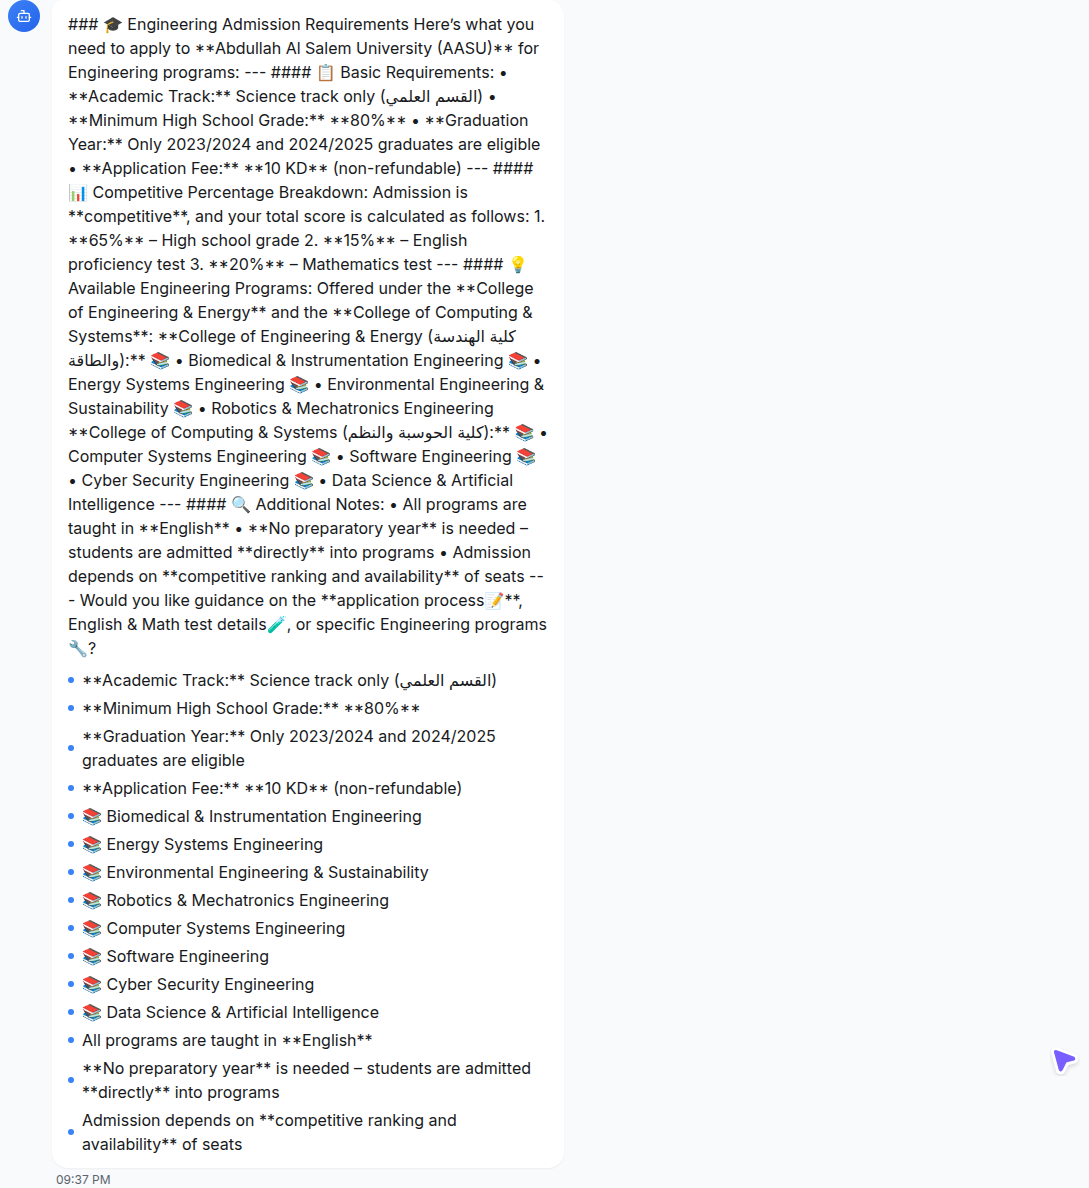 ### 🎓 Engineering Admission Requirements Here’s what you
need to apply to **Abdullah Al Salem University (AASU)** for
Engineering programs: --- #### 📋 Basic Requirements: •
**Academic Track:** Science track only (القسم العلمي) •
**Minimum High School Grade:** **80%** • **Graduation
Year:** Only 2023/2024 and 2024/2025 graduates are eligible
• **Application Fee:** **10 KD** (non-refundable) --- ####
📊 Competitive Percentage Breakdown: Admission is
**competitive**, and your total score is calculated as follows: 1.
**65%** – High school grade 2. **15%** – English
proficiency test 3. **20%** – Mathematics test --- #### 💡
Available Engineering Programs: Offered under the **College
of Engineering & Energy** and the **College of Computing &
Systems**: **College of Engineering & Energy (كلية الهندسة
والطاقة):** 📚 • Biomedical & Instrumentation Engineering 📚 •
Energy Systems Engineering 📚 • Environmental Engineering &
Sustainability 📚 • Robotics & Mechatronics Engineering
**College of Computing & Systems (كلية الحوسبة والنظم):** 📚 •
Computer Systems Engineering 📚 • Software Engineering 📚
• Cyber Security Engineering 📚 • Data Science & Artificial
Intelligence --- #### 🔍 Additional Notes: • All programs are
taught in **English** • **No preparatory year** is needed –
students are admitted **directly** into programs • Admission
depends on **competitive ranking and availability** of seats --
- Would you like guidance on the **application process📝**,
English & Math test details🧪, or specific Engineering programs
🔧?
• **Academic Track:** Science track only (القسم العلمي)
• **Minimum High School Grade:** **80%**
• **Graduation Year:** Only 2023/2024 and 2024/2025
graduates are eligible
• **Application Fee:** **10 KD** (non-refundable)
• 📚 Biomedical & Instrumentation Engineering
• 📚 Energy Systems Engineering
• 📚 Environmental Engineering & Sustainability
• 📚 Robotics & Mechatronics Engineering
• 📚 Computer Systems Engineering
• 📚 Software Engineering
• 📚 Cyber Security Engineering
• 📚 Data Science & Artificial Intelligence
• All programs are taught in **English**
• **No preparatory year** is needed – students are admitted
**directly** into programs
• Admission depends on **competitive ranking and
availability** of seats
09:37 PM